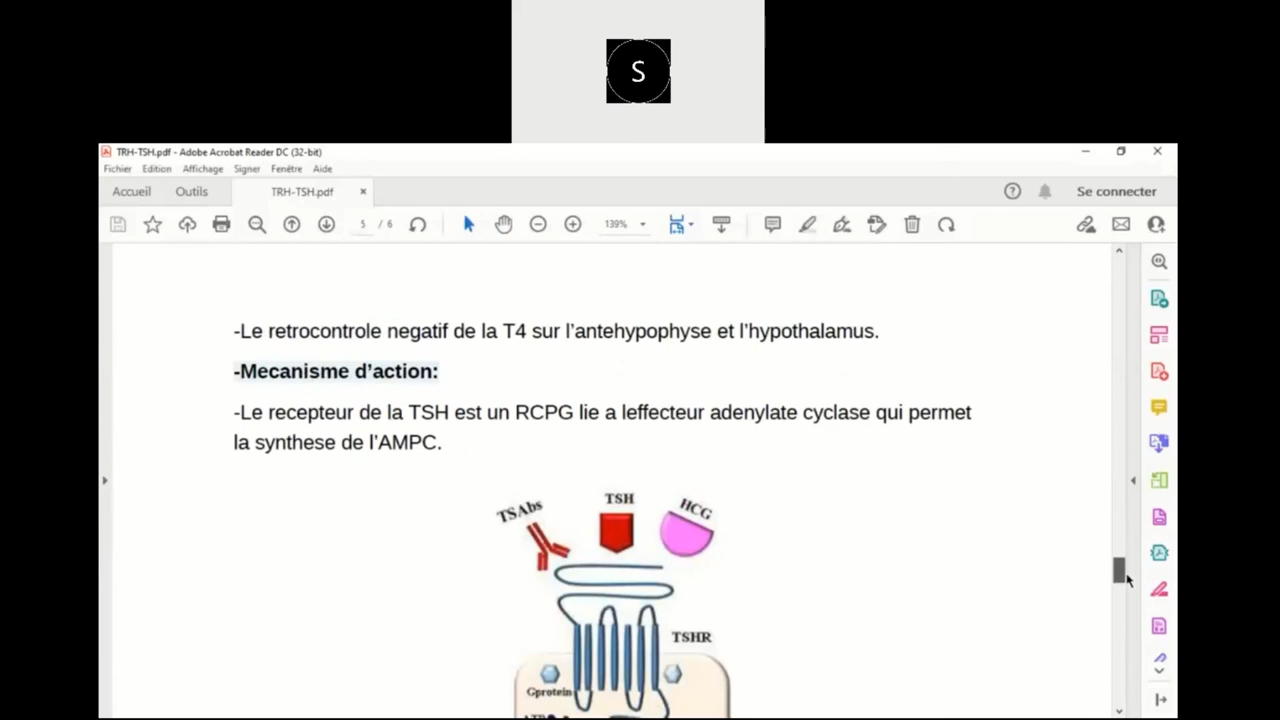 S
TRH-TSH.pdf - Adobe Acrobat Reader DC (32-bit)
Fichier Edition Affichage Signer Fenêtre Aide
Accueil Outils TRH-TSH.pdf × Se connecter
5 / 6 139%
-Le retrocontrole negatif de la T4 sur l’antehypophyse et l’hypothalamus.
-Mecanisme d’action:
-Le recepteur de la TSH est un RCPG lie a leffecteur adenylate cyclase qui permet
la synthese de l’AMPC.
TSAbs TSH HCG
TSHR
Gprotein